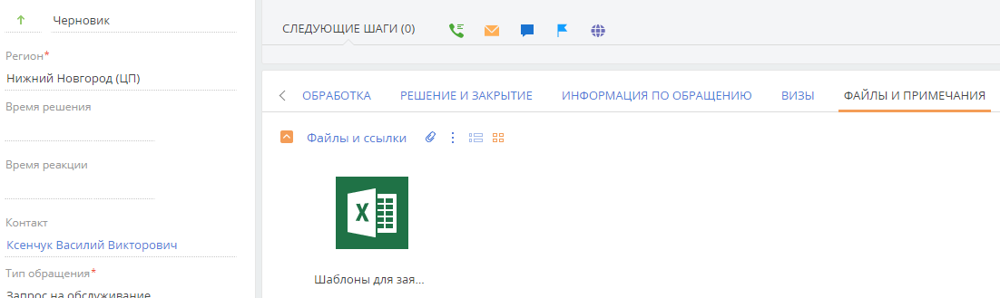 Черновик
Регион*
Нижний Новгород (ЦП)
Время решения
Время реакции
Контакт
Ксенчук Василий Викторович
Тип обращения*
Запрос на обслуживание
СЛЕДУЮЩИЕ ШАГИ (0)
ОБРАБОТКА РЕШЕНИЕ И ЗАКРЫТИЕ ИНФОРМАЦИЯ ПО ОБРАЩЕНИЮ ВИЗЫ ФАЙЛЫ И ПРИМЕЧАНИЯ
Файлы и ссылки
X
Шаблоны для зая...